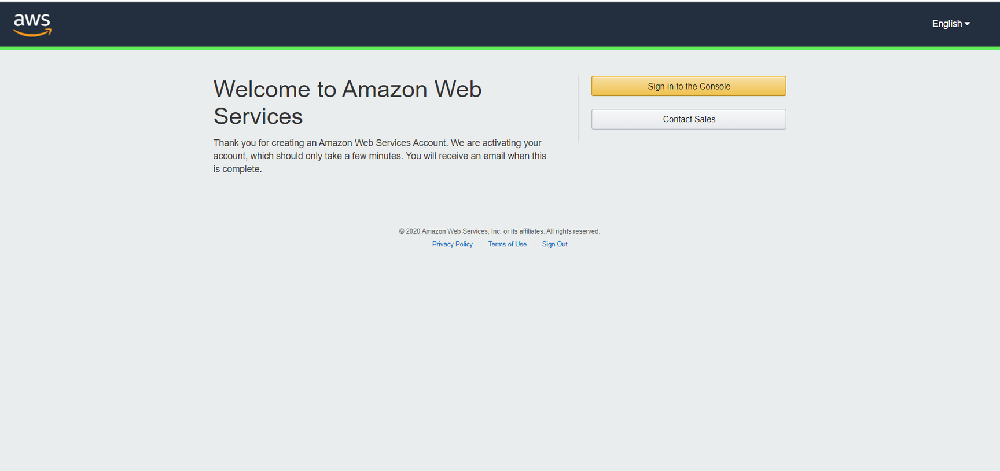 aws
English
Welcome to Amazon Web
Services
Thank you for creating an Amazon Web Services Account. We are activating your
account, which should only take a few minutes. You will receive an email when this
is complete.
Sign in to the Console
Contact Sales
© 2020 Amazon Web Services, Inc. or its affiliates. All rights reserved.
Privacy Policy Terms of Use Sign Out